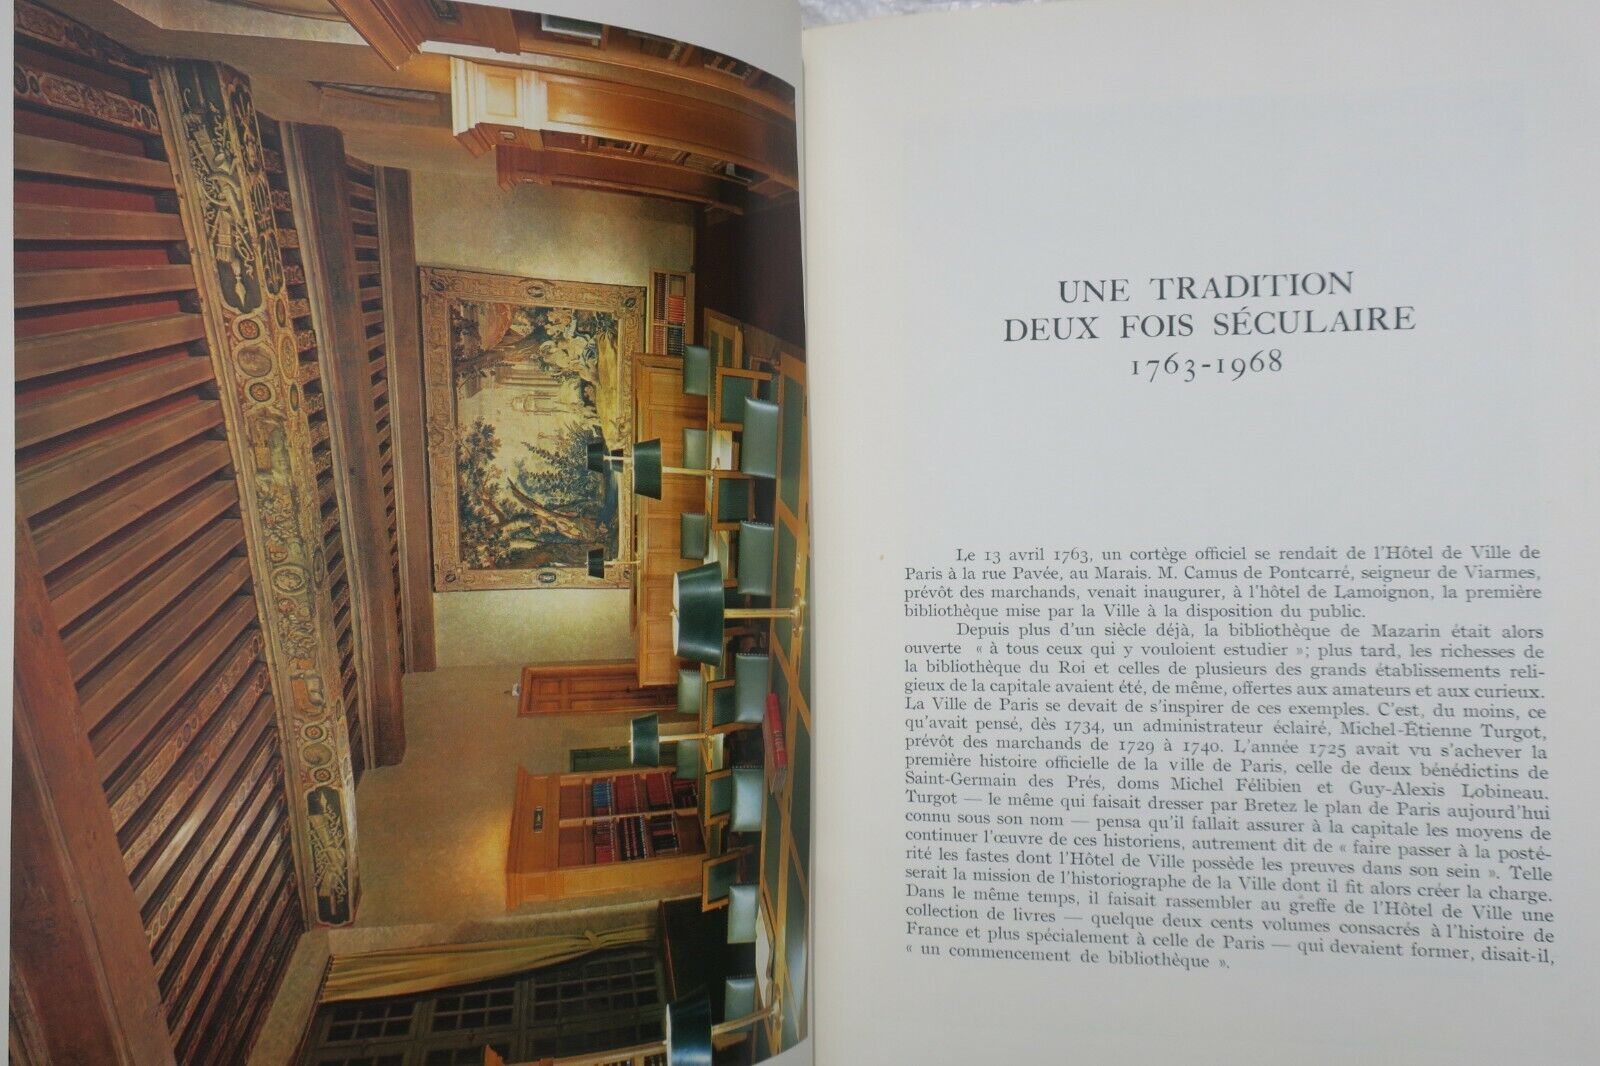 UNE TRADITION
DEUX FOIS SÉCULAIRE
1763-1968
Le 13 avril 1763, un cortège officiel se rendait de l'Hôtel de Ville de
Paris à la rue Pavée, au Marais. M. Camus de Pontcarré, seigneur de Viarmes,
prévôt des marchands, venait inaugurer, à l'hôtel de Lamoignon, la première
bibliothèque mise par la Ville à la disposition du public.
Depuis plus d'un siècle déjà, la bibliothèque de Mazarin était alors
ouverte « à tous ceux qui y vouloient estudier »; plus tard, les richesses de
la bibliothèque du Roi et celles de plusieurs des grands établissements reli-
gieux de la capitale avaient été, de même, offertes aux amateurs et aux curieux.
La Ville de Paris se devait de s'inspirer de ces exemples. C'est, du moins, ce
qu'avait pensé, dès 1734, un administrateur éclairé, Michel-Étienne Turgot,
prévôt des marchands de 1729 à 1740. L'année 1725 avait vu s'achever la
première histoire officielle de la ville de Paris, celle de deux bénédictins de
Saint-Germain des Prés, doms Michel Félibien et Guy-Alexis Lobineau.
Turgot — le même qui faisait dresser par Bretez le plan de Paris aujourd'hui
connu sous son nom — pensa qu'il fallait assurer à la capitale les moyens de
continuer l'œuvre de ces historiens, autrement dit de « faire passer à la posté-
rité les fastes dont l'Hôtel de Ville possède les preuves dans son sein ». Telle
serait la mission de l'historiographe de la Ville dont il fit alors créer la charge.
Dans le même temps, il faisait rassembler au greffe de l'Hôtel de Ville une
collection de livres — quelque deux cents volumes consacrés à l'histoire de
France et plus spécialement à celle de Paris — qui devaient former, disait-il,
« un commencement de bibliothèque ».